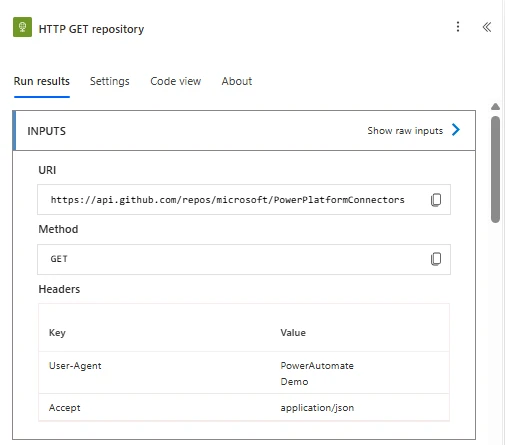 HTTP GET repository
Run results Settings Code view About
INPUTS Show raw inputs
URI
https://api.github.com/repos/microsoft/PowerPlatformConnectors
Method
GET
Headers
Key Value
User-Agent PowerAutomate
Demo
Accept application/json